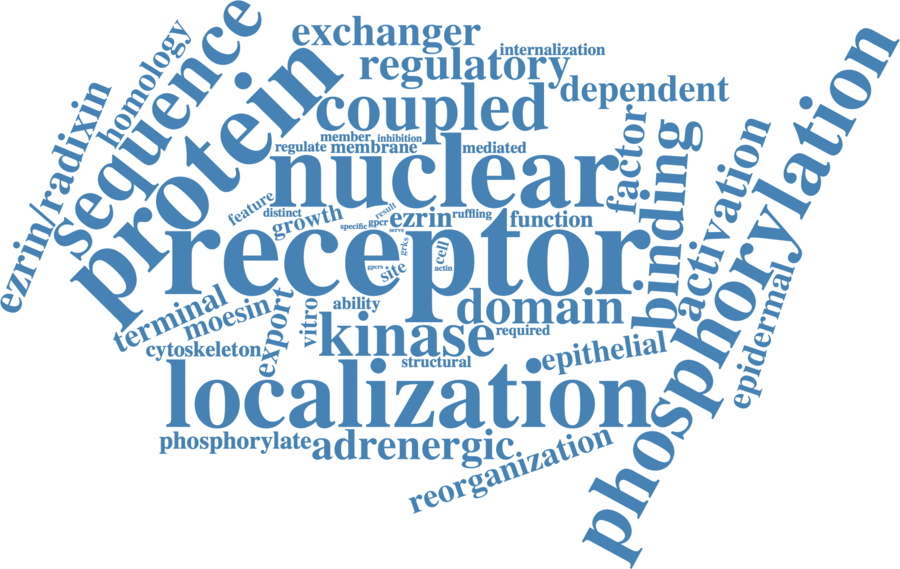 exchanger
internalization
regulatory
dependent
coupled
homology
sequence
protein
ezrin/radixin
member
inhibition
regulate
membrane
mediated
nuclear
factor
binding
activation
phosphorylation
feature
distinct
growth
result
specific
gpcr
serve
ezrin
ruffling
function
receptor
grks
cell
actin
gpcrs
site
terminal
moesin
export
vitro
ability
domain
kinase
required
epidermal
cytoskeleton
structural
epithelial
localization
phosphorylate
adrenergic
reorganization